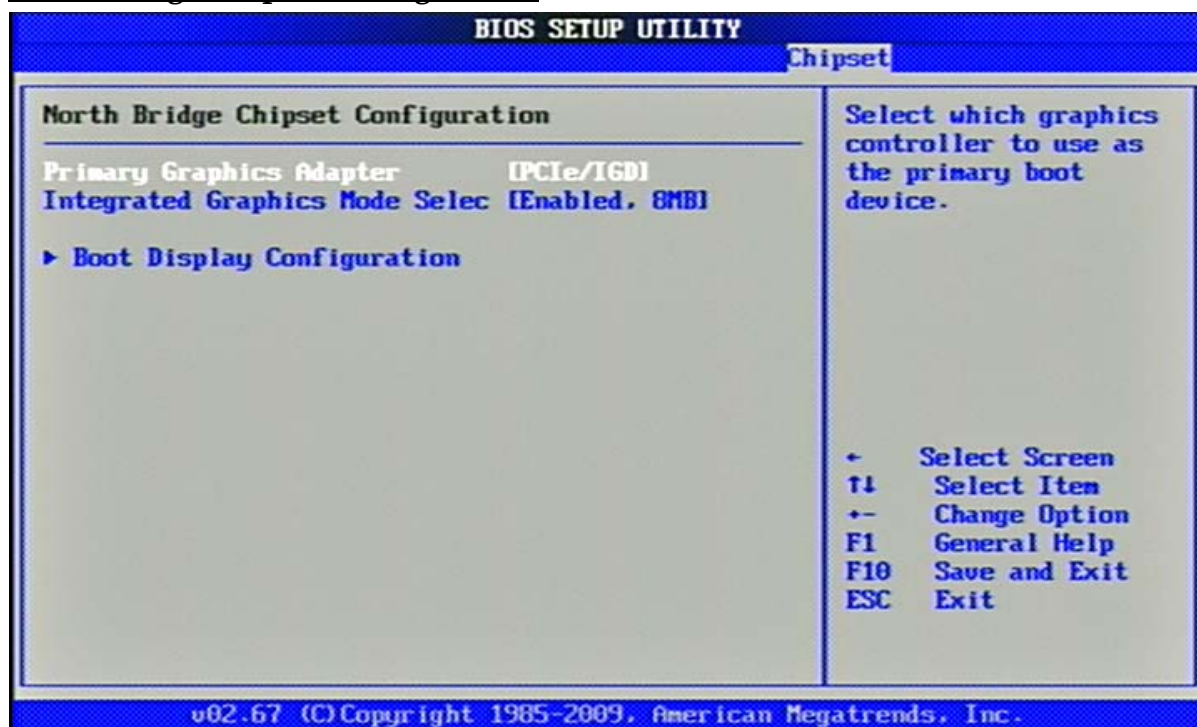 BIOS SETUP UTILITY
Chipset
North Bridge Chipset Configuration
Primary Graphics Adapter [PCIe/IGD]
Integrated Graphics Mode Selec [Enabled, 8MB]
▶ Boot Display Configuration
Select which graphics
controller to use as
the primary boot
device.
← Select Screen
↑↓ Select Item
+- Change Option
F1 General Help
F10 Save and Exit
ESC Exit
v02.67 (C)Copyright 1985-2009, American Megatrends, Inc.